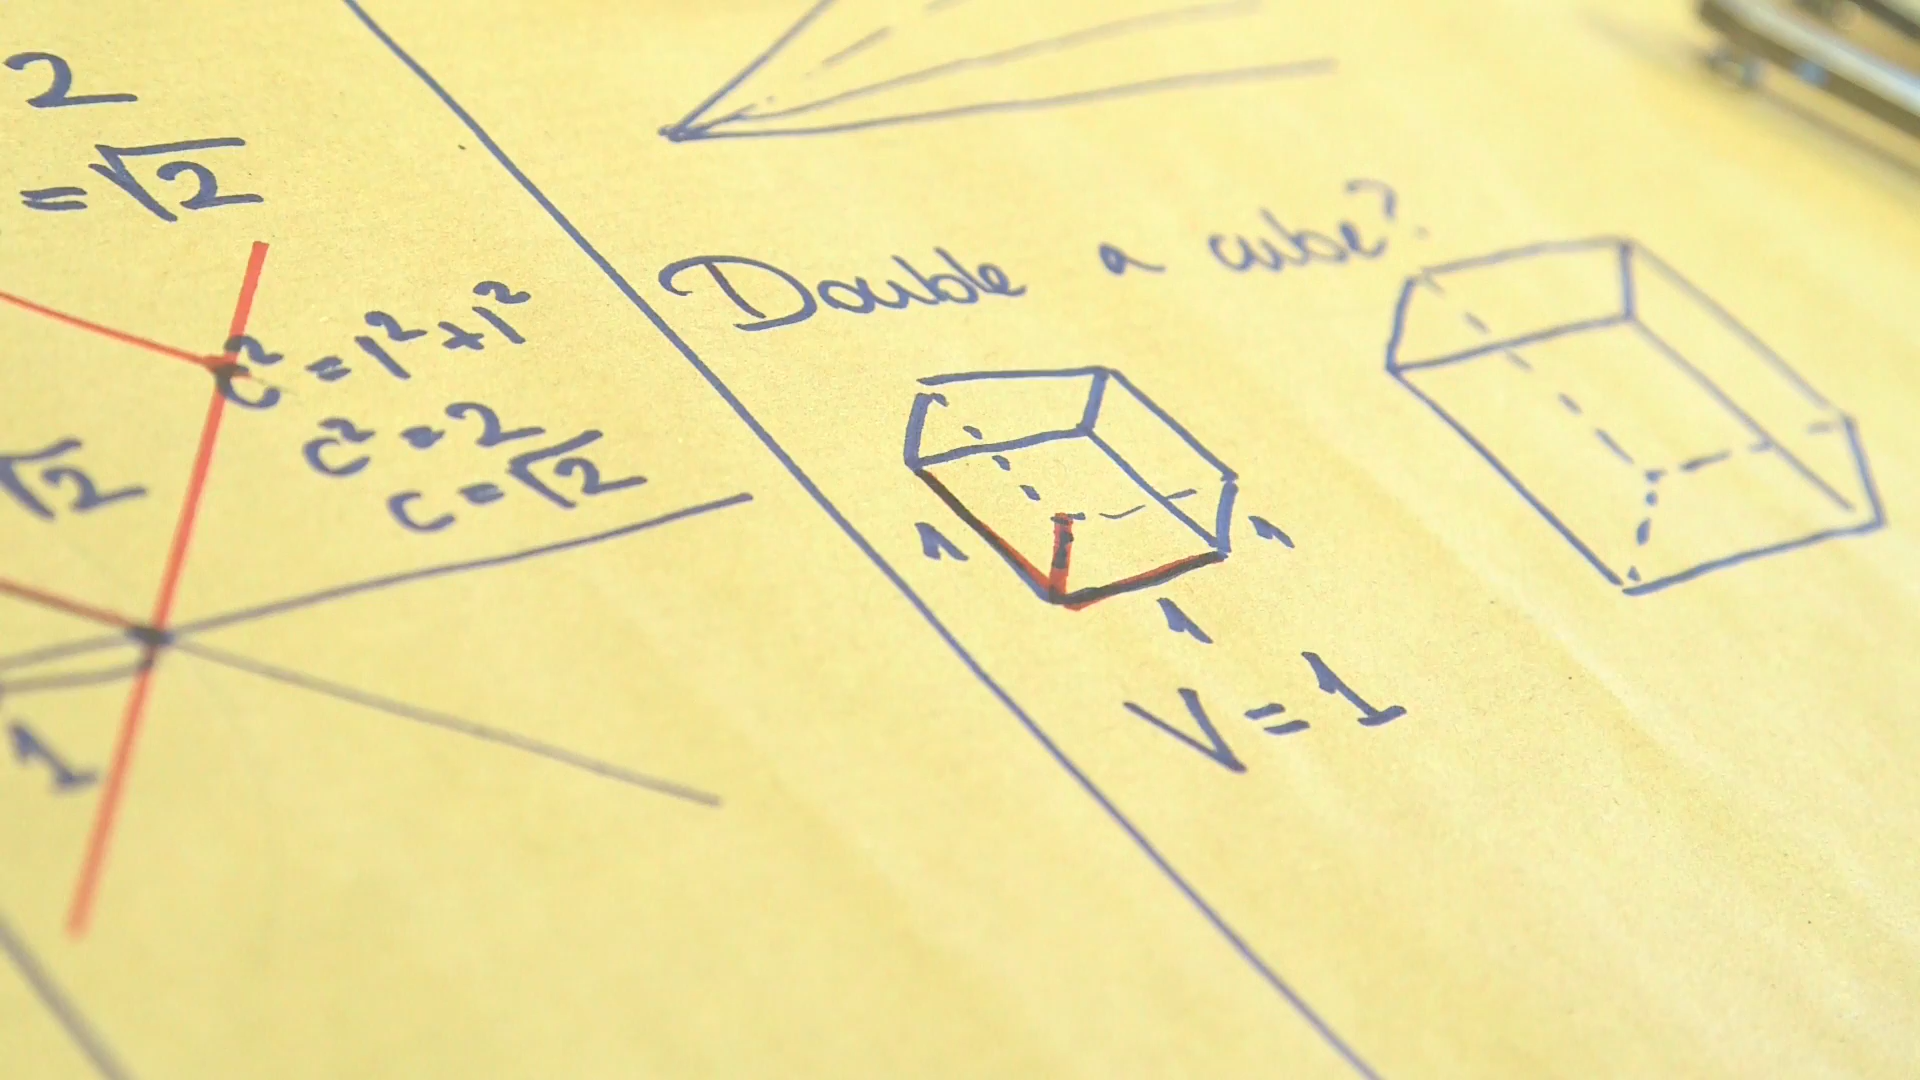 2
=√2
c²=1²+1²
c²=2
c=√2
√2
1
Double a cube?
1
1
1
V=1